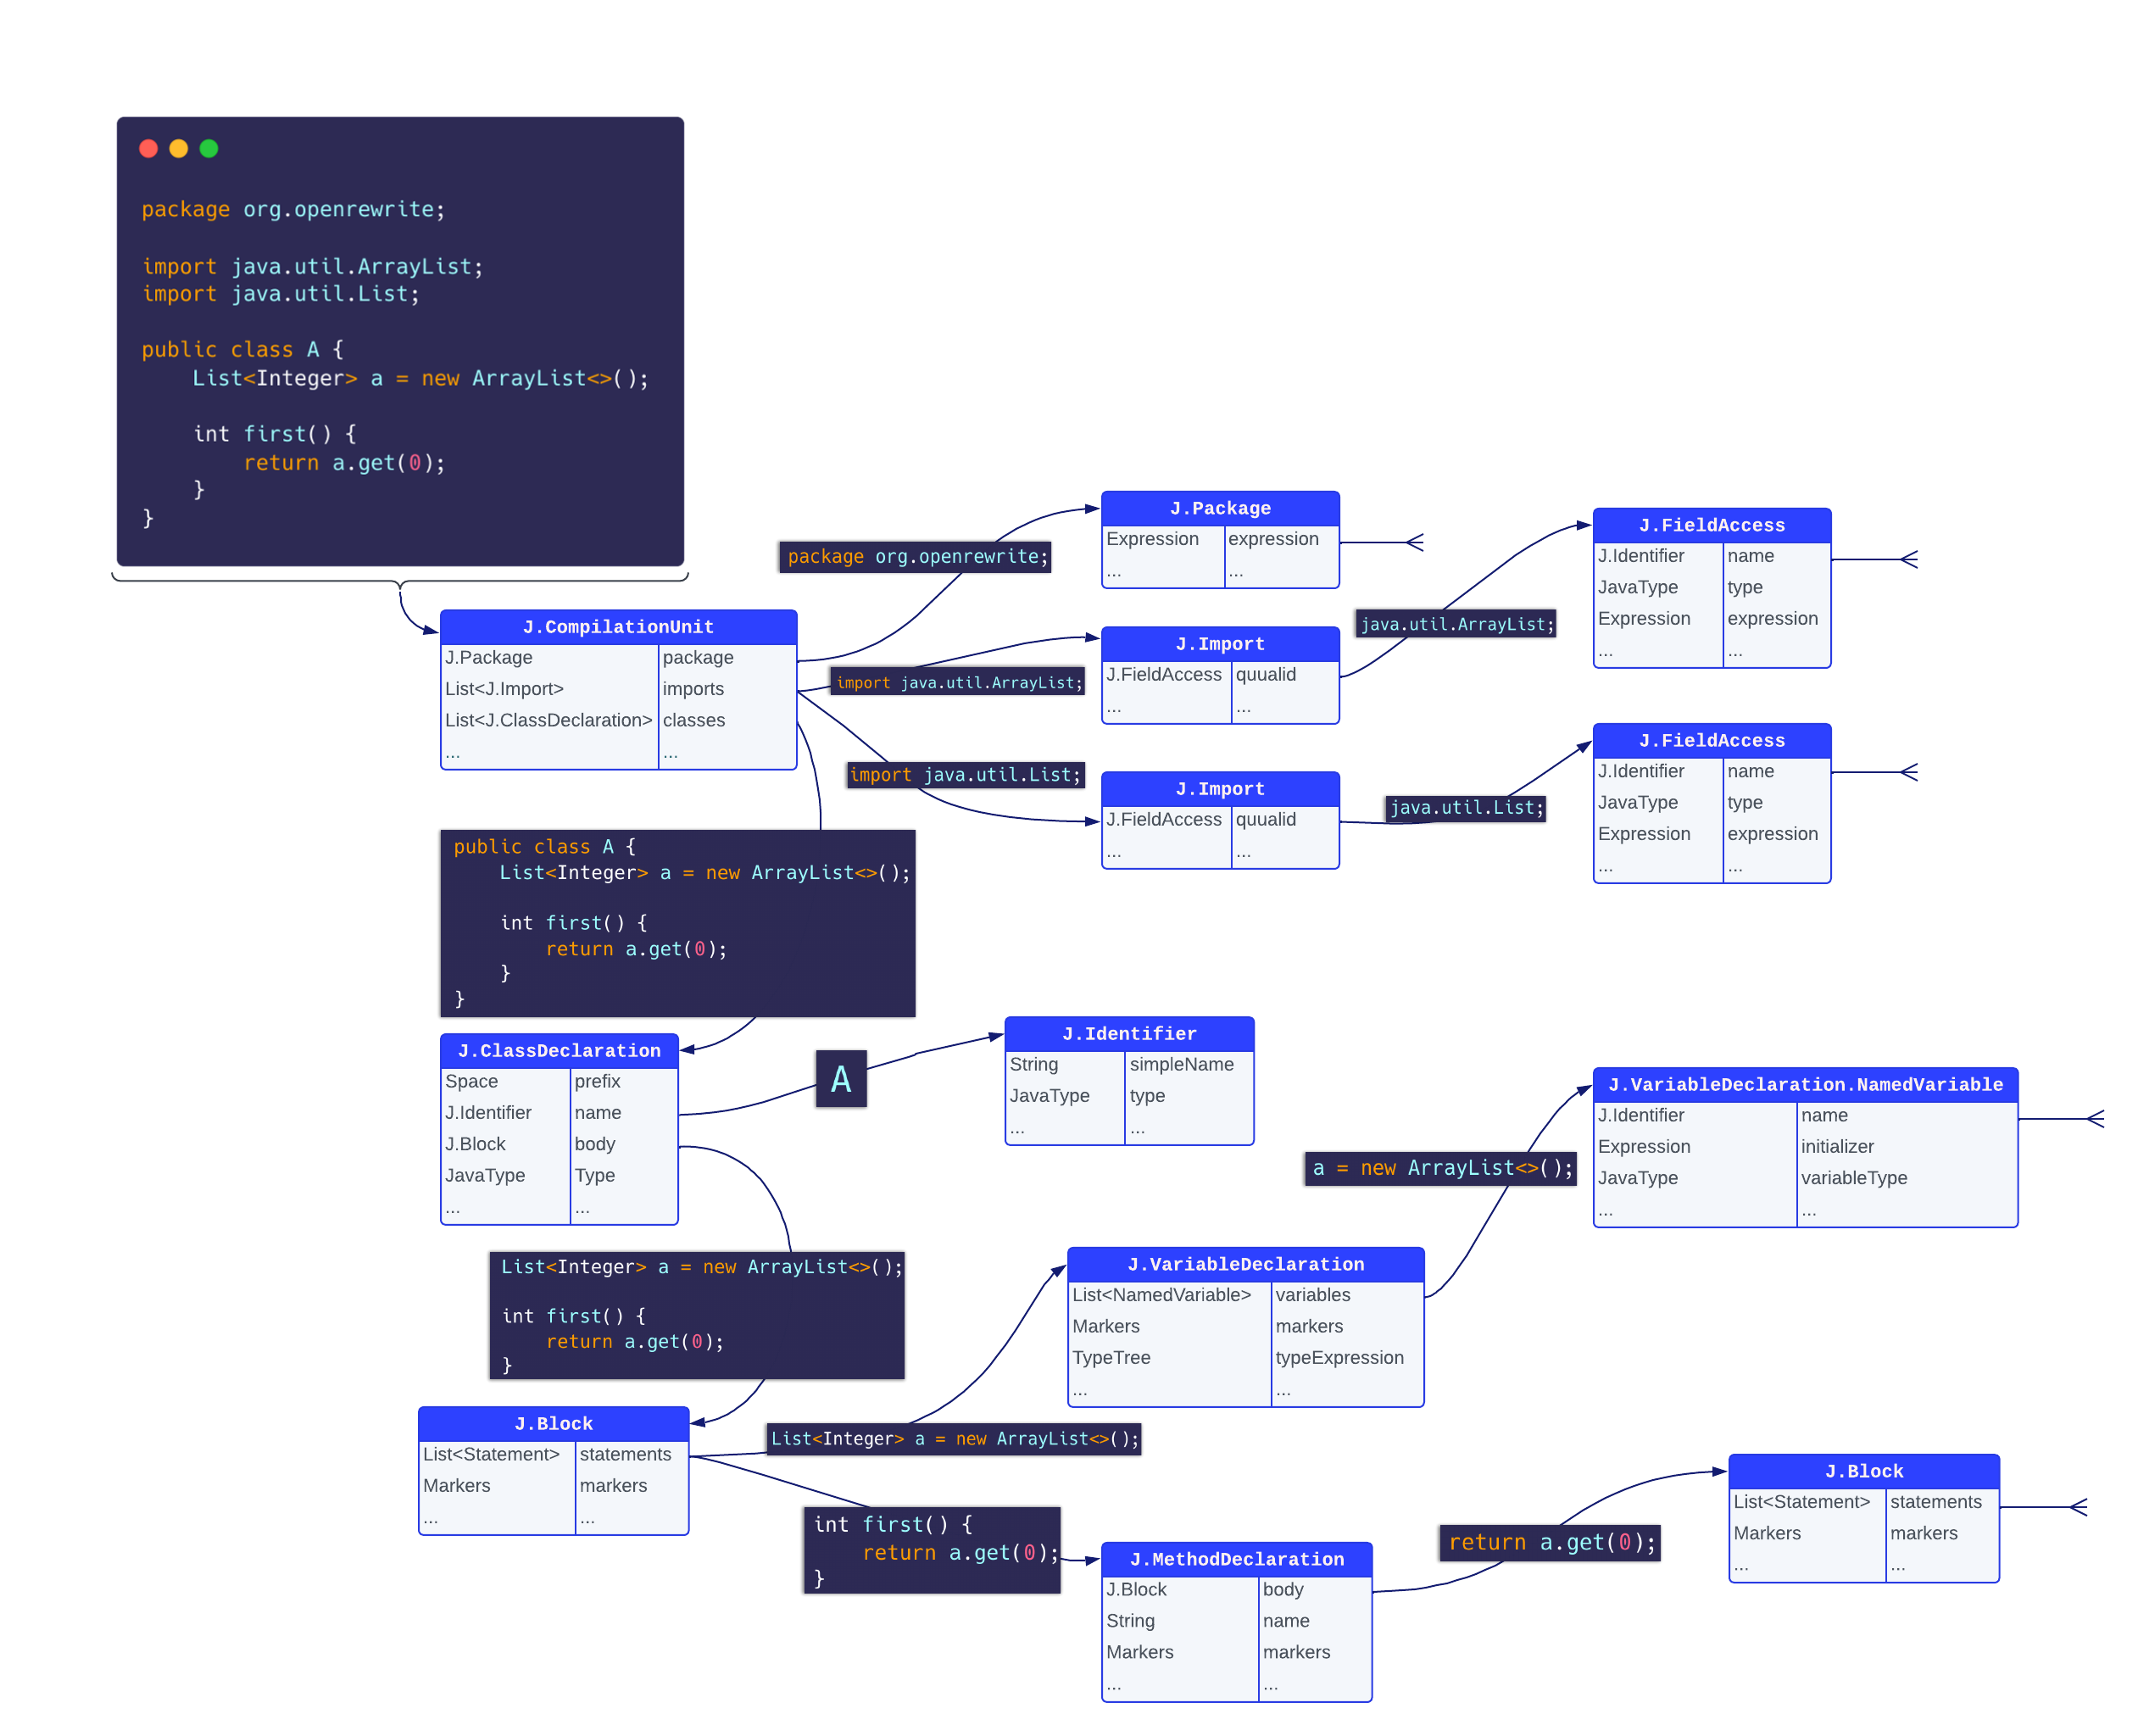 package org.openrewrite;
import java.util.ArrayList;
import java.util.List;
public class A {
    List<Integer> a = new ArrayList<>();
    int first() {
        return a.get(0);
    }
}
J.CompilationUnit
J.Package package
List<J.Import> imports
List<J.ClassDeclaration> classes
... ...
package org.openrewrite;
J.Package
Expression expression
... ...
import java.util.ArrayList;
J.Import
J.FieldAccess quualid
... ...
java.util.ArrayList;
J.FieldAccess
J.Identifier name
JavaType type
Expression expression
... ...
import java.util.List;
J.Import
J.FieldAccess quualid
... ...
java.util.List;
J.FieldAccess
J.Identifier name
JavaType type
Expression expression
... ...
public class A {
    List<Integer> a = new ArrayList<>();
    int first() {
        return a.get(0);
    }
}
J.ClassDeclaration
Space prefix
J.Identifier name
J.Block body
JavaType Type
... ...
A
J.Identifier
String simpleName
JavaType type
... ...
List<Integer> a = new ArrayList<>();
int first() {
    return a.get(0);
}
J.Block
List<Statement> statements
Markers markers
... ...
List<Integer> a = new ArrayList<>();
J.VariableDeclaration
List<NamedVariable> variables
Markers markers
TypeTree typeExpression
... ...
a = new ArrayList<>();
J.VariableDeclaration.NamedVariable
J.Identifier name
Expression initializer
JavaType variableType
... ...
int first() {
    return a.get(0);
}
J.MethodDeclaration
J.Block body
String name
Markers markers
... ...
return a.get(0);
J.Block
List<Statement> statements
Markers markers
... ...